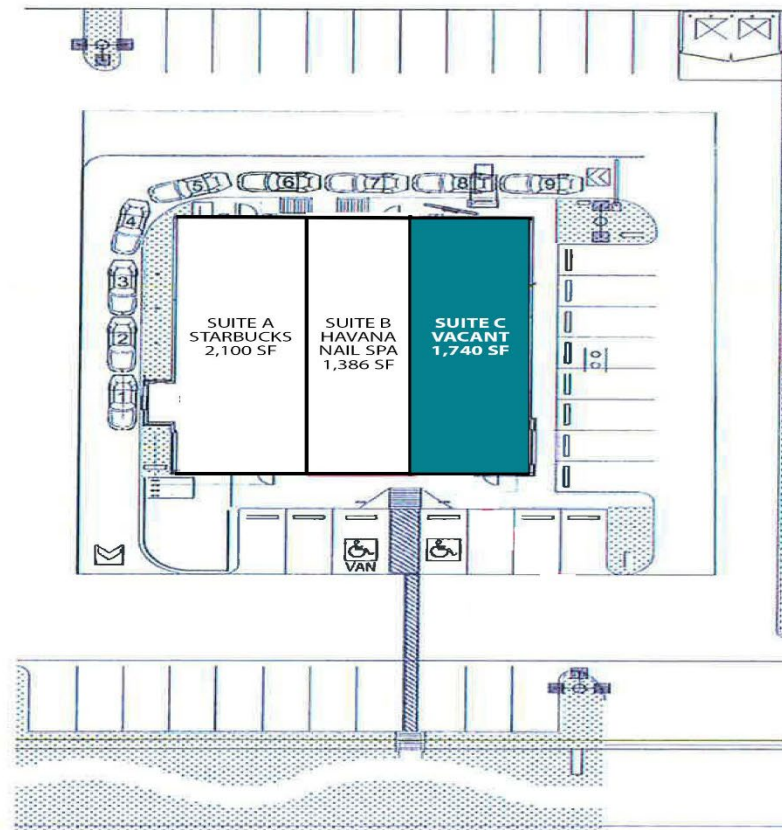 5
6
7
8
9
4
3
2
1
SUITE A
STARBUCKS
2,100 SF
SUITE B
HAVANA
NAIL SPA
1,386 SF
SUITE C
VACANT
1,740 SF
VAN